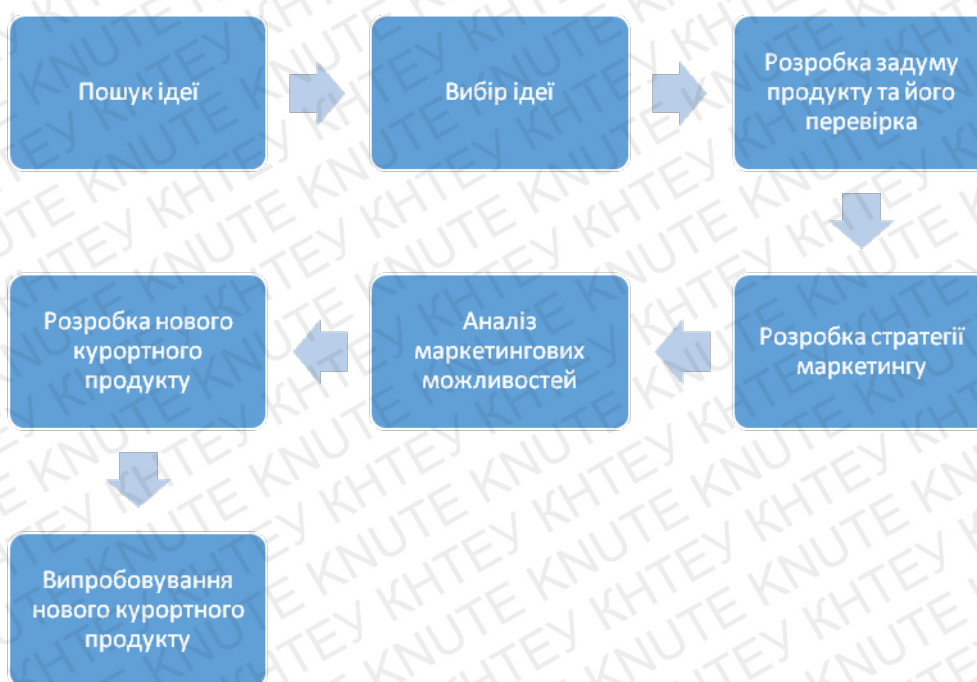 Пошук ідеї
Вибір ідеї
Розробка задуму
продукту та його
перевірка
Розробка стратегії
маркетингу
Аналіз
маркетингових
можливостей
Розробка нового
курортного
продукту
Випробовування
нового курортного
продукту